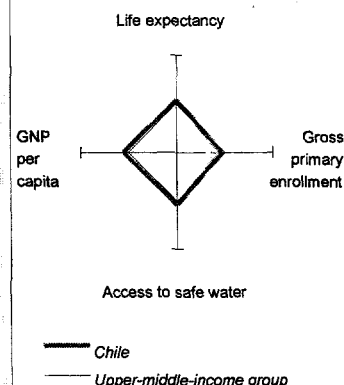 Life expectancy
GNP
per
capita
Gross
primary
enrollment
Access to safe water
Chile
Upper-middle-income group